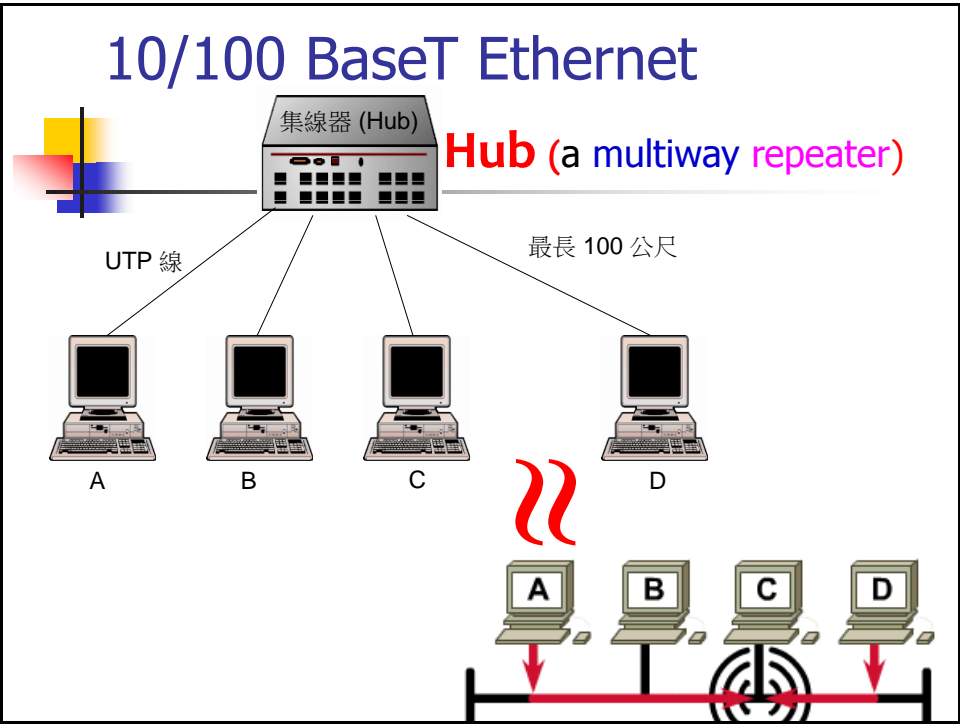 10/100 BaseT Ethernet
集線器 (Hub)
Hub (a multiway repeater)
UTP 線
最長 100 公尺
A
B
C
D
A
B
C
D